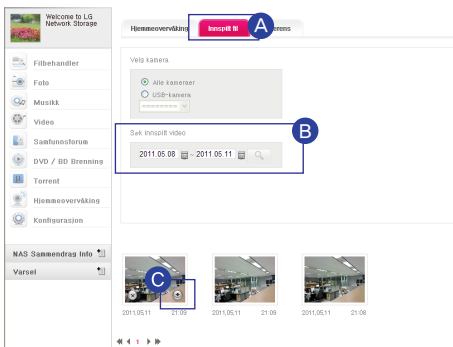 Welcome to LG
Network Storage
Filbehandler
Foto
Musikk
Video
Samfunnsforum
DVD / BD Brenning
Torrent
Hjemmeovervåking
Konfigurasjon
NAS Sammendrag Info
Varsel
Hjemmeovervåking
Innspilt fil
A
Velg kamera
Alle kameraer
USB-kamera
--------
B
Søk innspilt video
2011.05.08 ~ 2011.05.11
C
2011,05,11 21:09
2011,05,11 21:09
2011,05,11 21:08
1